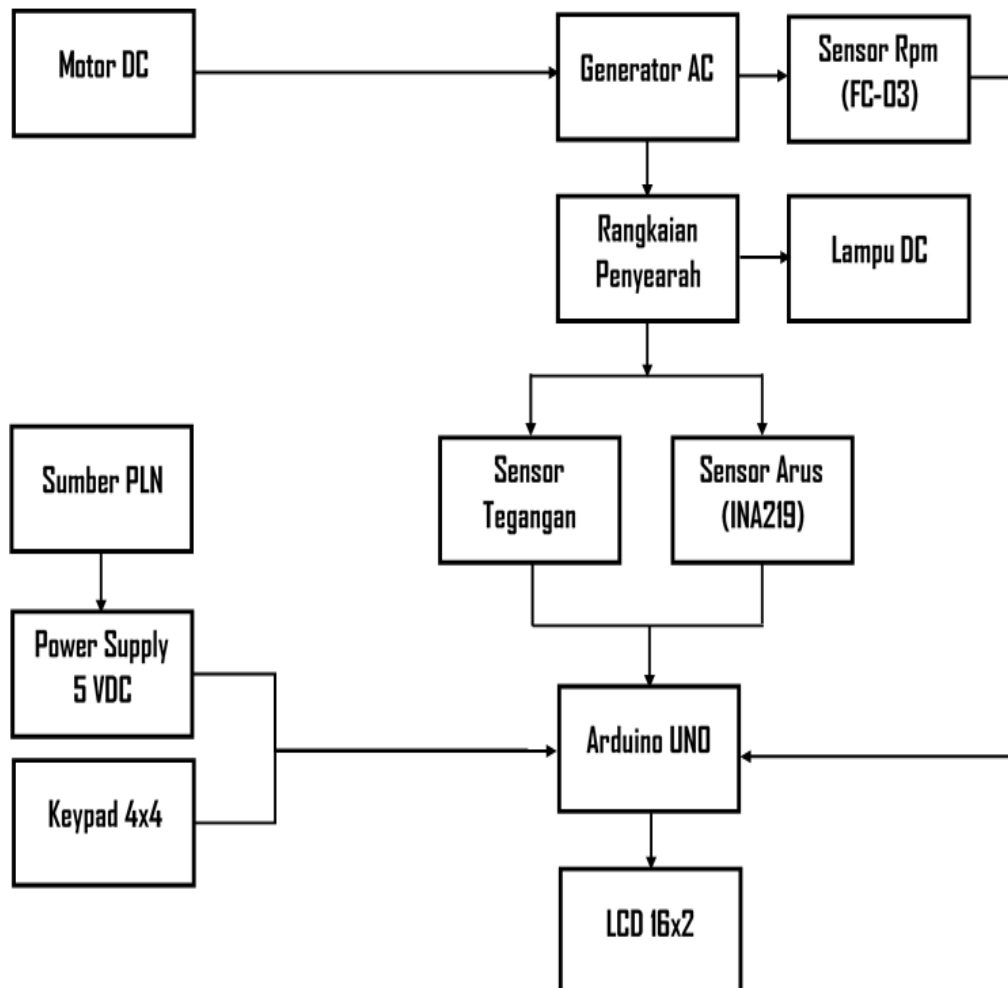 Motor DC
Generator AC
Sensor Rpm
(FC-03)
Rangkaian
Penyearah
Lampu DC
Sumber PLN
Sensor
Tegangan
Sensor Arus
(INA219)
Power Supply
5 VDC
Arduino UNO
Keypad 4x4
LCD 16x2